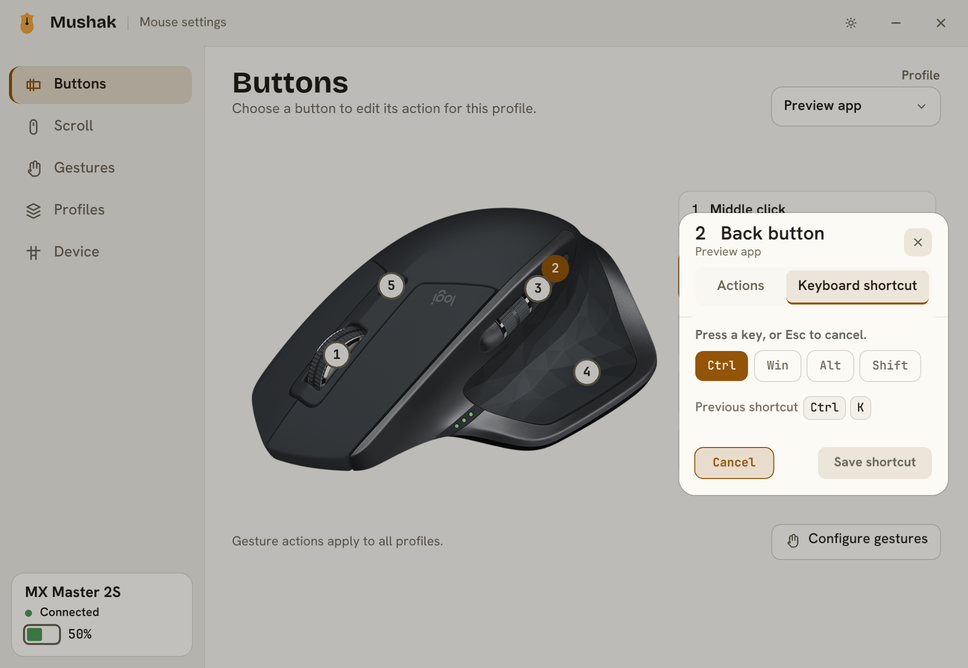 Mushak | Mouse settings
Buttons
Scroll
Gestures
Profiles
Device
MX Master 2S
Connected
50%
Buttons
Choose a button to edit its action for this profile.
Profile
Preview app
logi
5
1
2
3
4
1 Middle click
2 Back button
Preview app
Actions Keyboard shortcut
Press a key, or Esc to cancel.
Ctrl Win Alt Shift
Previous shortcut Ctrl K
Cancel Save shortcut
Gesture actions apply to all profiles.
Configure gestures